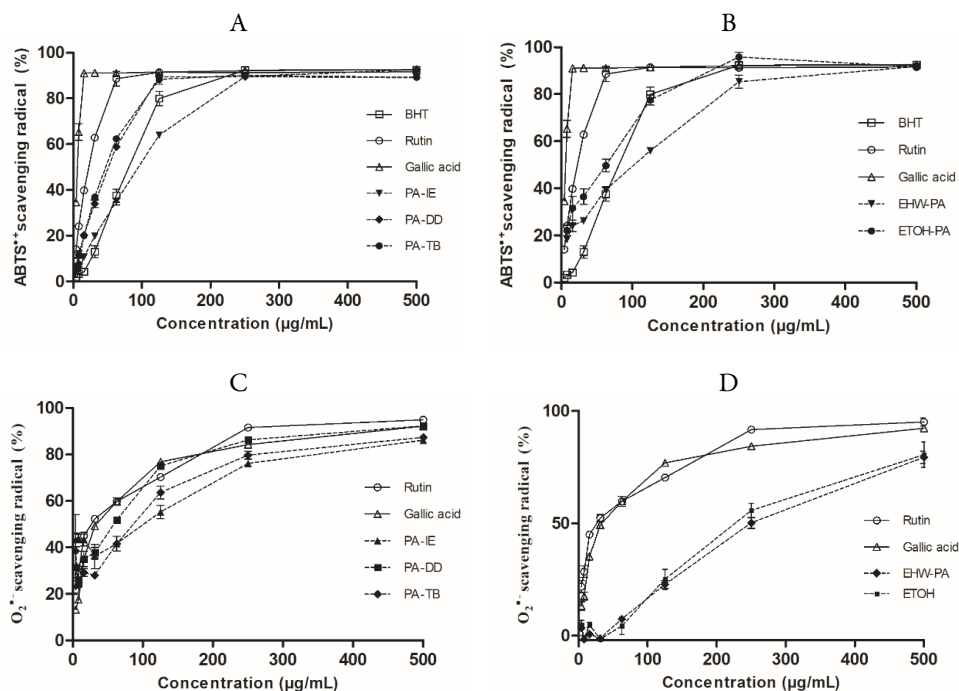 A
ABTS•+ scavenging radical (%)
100
80
60
40
20
0
0
100
200
300
400
500
Concentration (µg/mL)
BHT
Rutin
Gallic acid
PA-IE
PA-DD
PA-TB
B
ABTS•+ scavenging radical (%)
100
80
60
40
20
0
0
100
200
300
400
500
Concentration (µg/mL)
BHT
Rutin
Gallic acid
EHW-PA
ETOH-PA
C
O2•- scavenging radical (%)
100
80
60
40
20
0
0
100
200
300
400
500
Concentration (µg/mL)
Rutin
Gallic acid
PA-IE
PA-DD
PA-TB
D
O2•- scavenging radical (%)
100
50
0
0
100
200
300
400
500
Concentration (µg/mL)
Rutin
Gallic acid
EHW-PA
ETOH